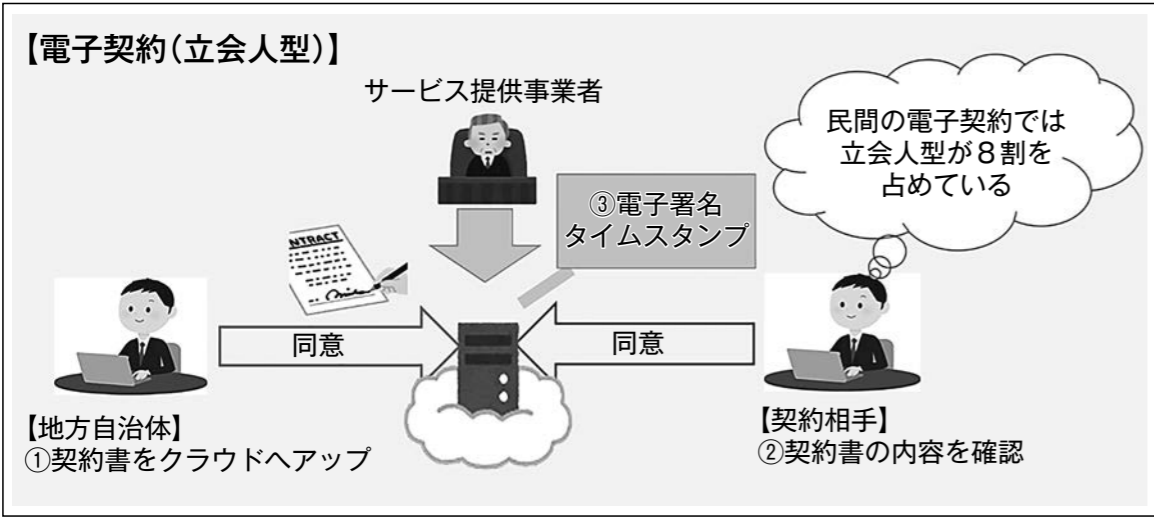 【電子契約（立会人型）】
サービス提供事業者
民間の電子契約では
立会人型が８割を
占めている
③電子署名
タイムスタンプ
NTRACT
同意
同意
【地方自治体】
①契約書をクラウドへアップ
【契約相手】
②契約書の内容を確認